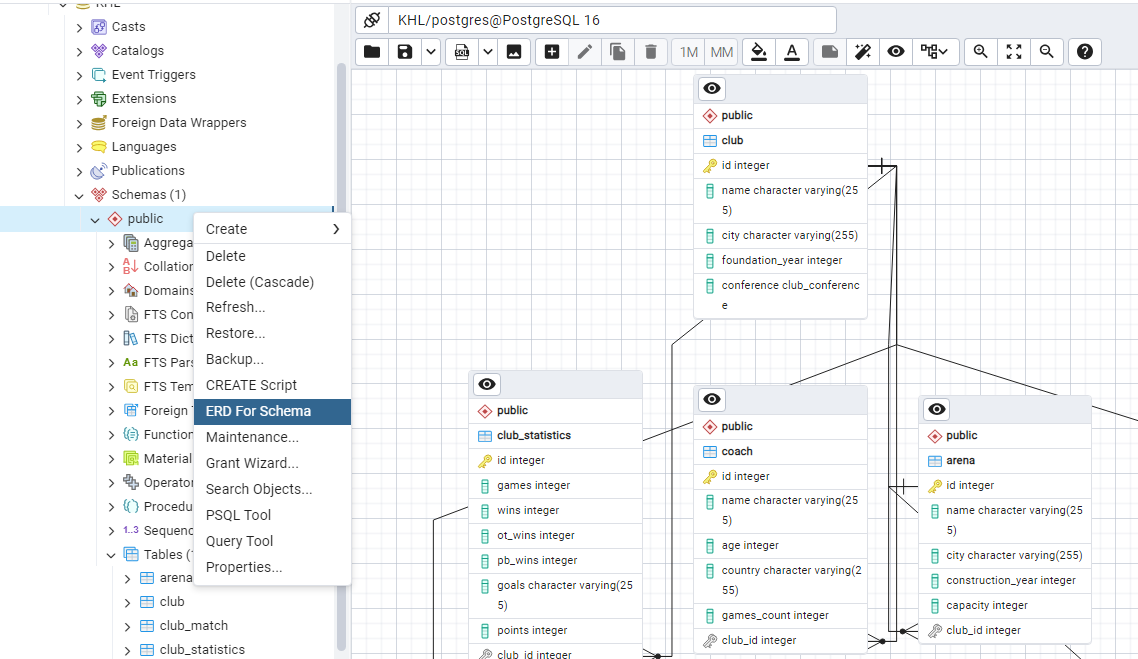 KHL
Casts
Catalogs
Event Triggers
Extensions
Foreign Data Wrappers
Languages
Publications
Schemas (1)
public
Aggrega
Collation
Domains
FTS Con
FTS Dict
FTS Pars
FTS Tem
Foreign
Function
Material
Operator
Procedu
1..3 Sequenc
Tables (
arena
club
club_match
club_statistics
Create
Delete
Delete (Cascade)
Refresh...
Restore...
Backup...
CREATE Script
ERD For Schema
Maintenance...
Grant Wizard...
Search Objects...
PSQL Tool
Query Tool
Properties...
KHL/postgres@PostgreSQL 16
SQL 1M MM A
public
club
id integer
name character varying(25
5)
city character varying(255)
foundation_year integer
conference club_conferenc
e
public
club_statistics
id integer
games integer
wins integer
ot_wins integer
pb_wins integer
goals character varying(25
5)
points integer
club_id integer
public
coach
id integer
name character varying(25
5)
age integer
country character varying(2
55)
games_count integer
club_id integer
public
arena
id integer
name character varying(25
5)
city character varying(255)
construction_year integer
capacity integer
club_id integer